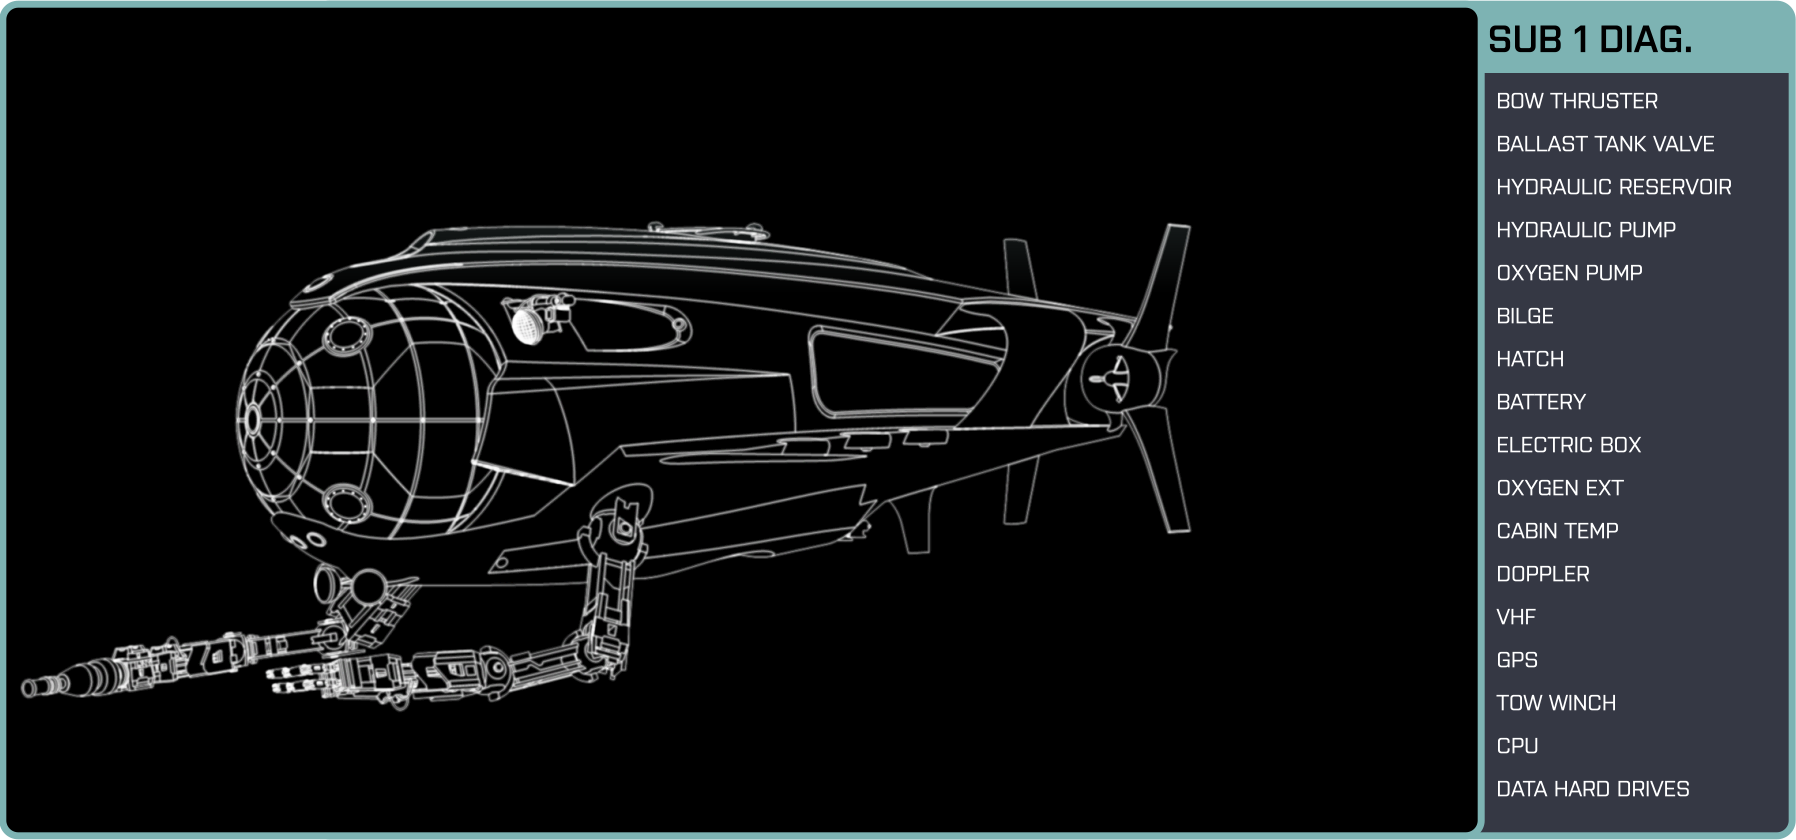 SUB 1 DIAG.
BOW THRUSTER
BALLAST TANK VALVE
HYDRAULIC RESERVOIR
HYDRAULIC PUMP
OXYGEN PUMP
BILGE
HATCH
BATTERY
ELECTRIC BOX
OXYGEN EXT
CABIN TEMP
DOPPLER
VHF
GPS
TOW WINCH
CPU
DATA HARD DRIVES